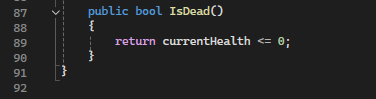 87 public bool IsDead()
88 {
89 return currentHealth <= 0;
90 }
91 }
92